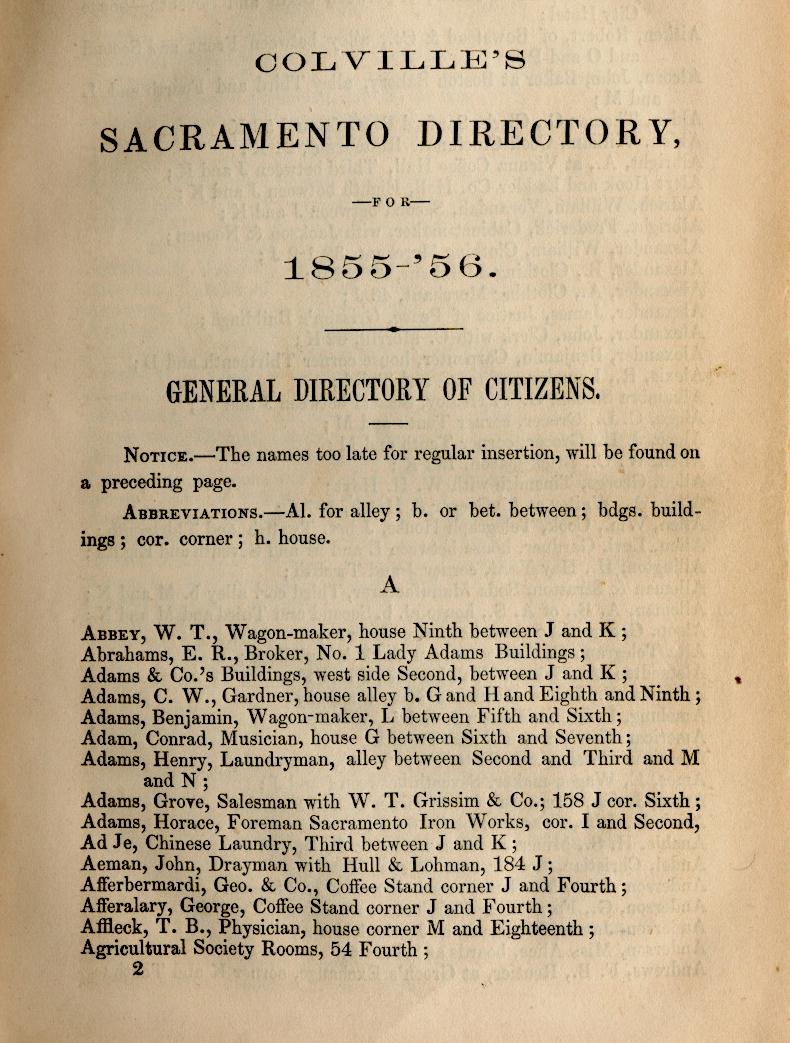 COLVILLE'S
SACRAMENTO DIRECTORY,
—FOR—
1855-'56.
GENERAL DIRECTORY OF CITIZENS.
NOTICE.—The names too late for regular insertion, will be found on
a preceding page.
ABBREVIATIONS.—Al. for alley; b. or bet. between; bdgs. build-
ings; cor. corner; h. house.
A
ABBEY, W. T., Wagon-maker, house Ninth between J and K;
Abrahams, E. R., Broker, No. 1 Lady Adams Buildings;
Adams & Co.'s Buildings, west side Second, between J and K;
Adams, C. W., Gardner, house alley b. G and H and Eighth and Ninth;
Adams, Benjamin, Wagon-maker, L between Fifth and Sixth;
Adam, Conrad, Musician, house G between Sixth and Seventh;
Adams, Henry, Laundryman, alley between Second and Third and M
and N;
Adams, Grove, Salesman with W. T. Grissim & Co.; 158 J cor. Sixth;
Adams, Horace, Foreman Sacramento Iron Works, cor. I and Second,
Ad Je, Chinese Laundry, Third between J and K;
Aeman, John, Drayman with Hull & Lohman, 184 J;
Afferbermardi, Geo. & Co., Coffee Stand corner J and Fourth;
Afferalary, George, Coffee Stand corner J and Fourth;
Affleck, T. B., Physician, house corner M and Eighteenth;
Agricultural Society Rooms, 54 Fourth;
2